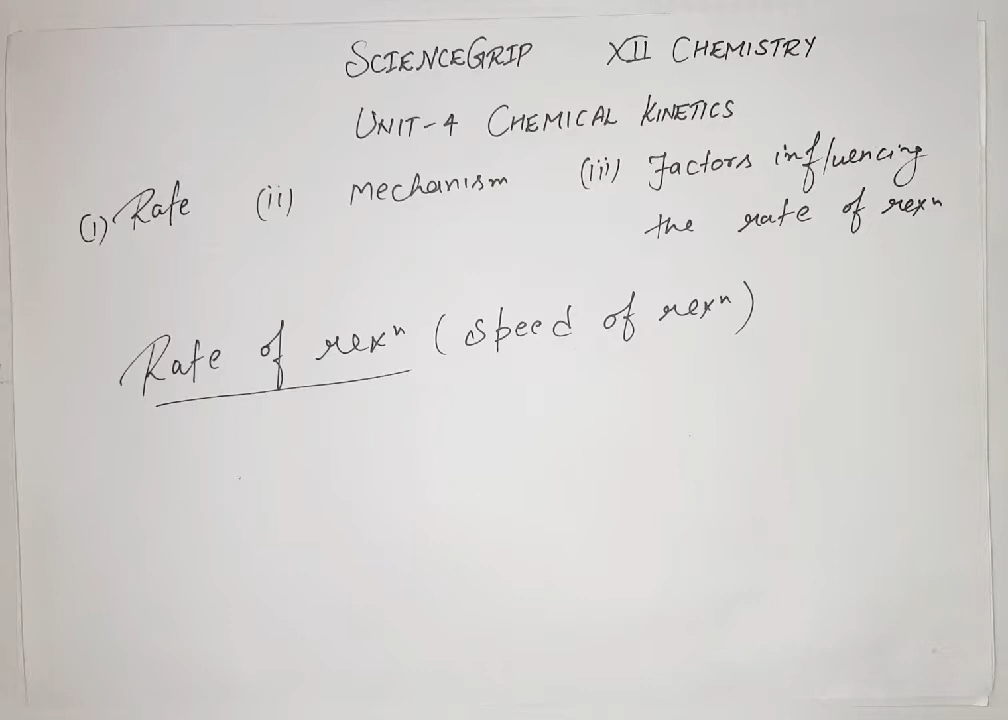 SCIENCEGRIP XII CHEMISTRY
UNIT-4 CHEMICAL KINETICS
(i) Rate (ii) Mechanism (iii) Factors influencing
the rate of rexn
Rate of rexⁿ (speed of rexⁿ)